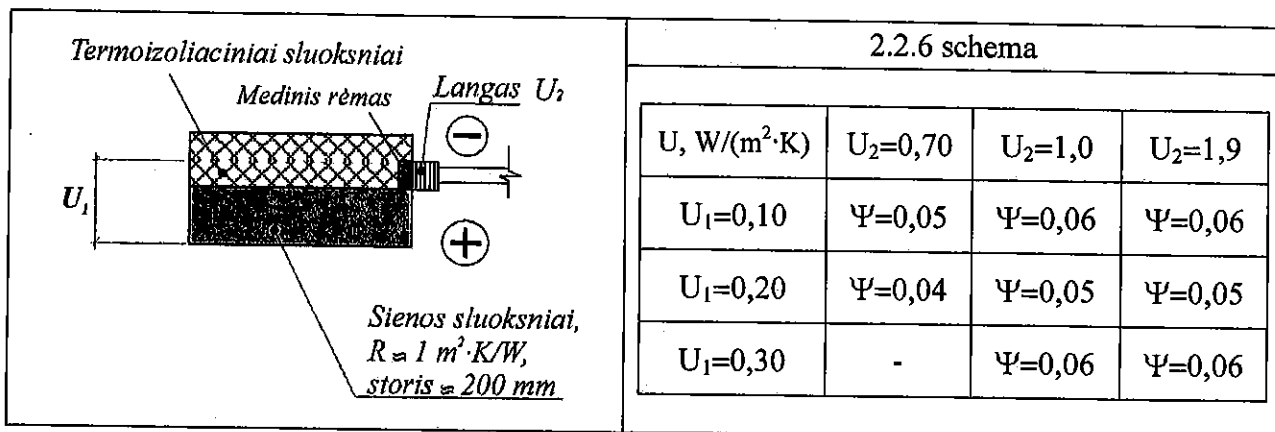 Termoizoliaciniai sluoksniai
Medinis rėmas
Langas U₂
U₁
Sienos sluoksniai,
R ≈ 1 m²·K/W,
storis ≈ 200 mm
2.2.6 schema
U, W/(m²·K) U₂=0,70 U₂=1,0 U₂=1,9
U₁=0,10 Ψ=0,05 Ψ=0,06 Ψ=0,06
U₁=0,20 Ψ=0,04 Ψ=0,05 Ψ=0,05
U₁=0,30 - Ψ=0,06 Ψ=0,06